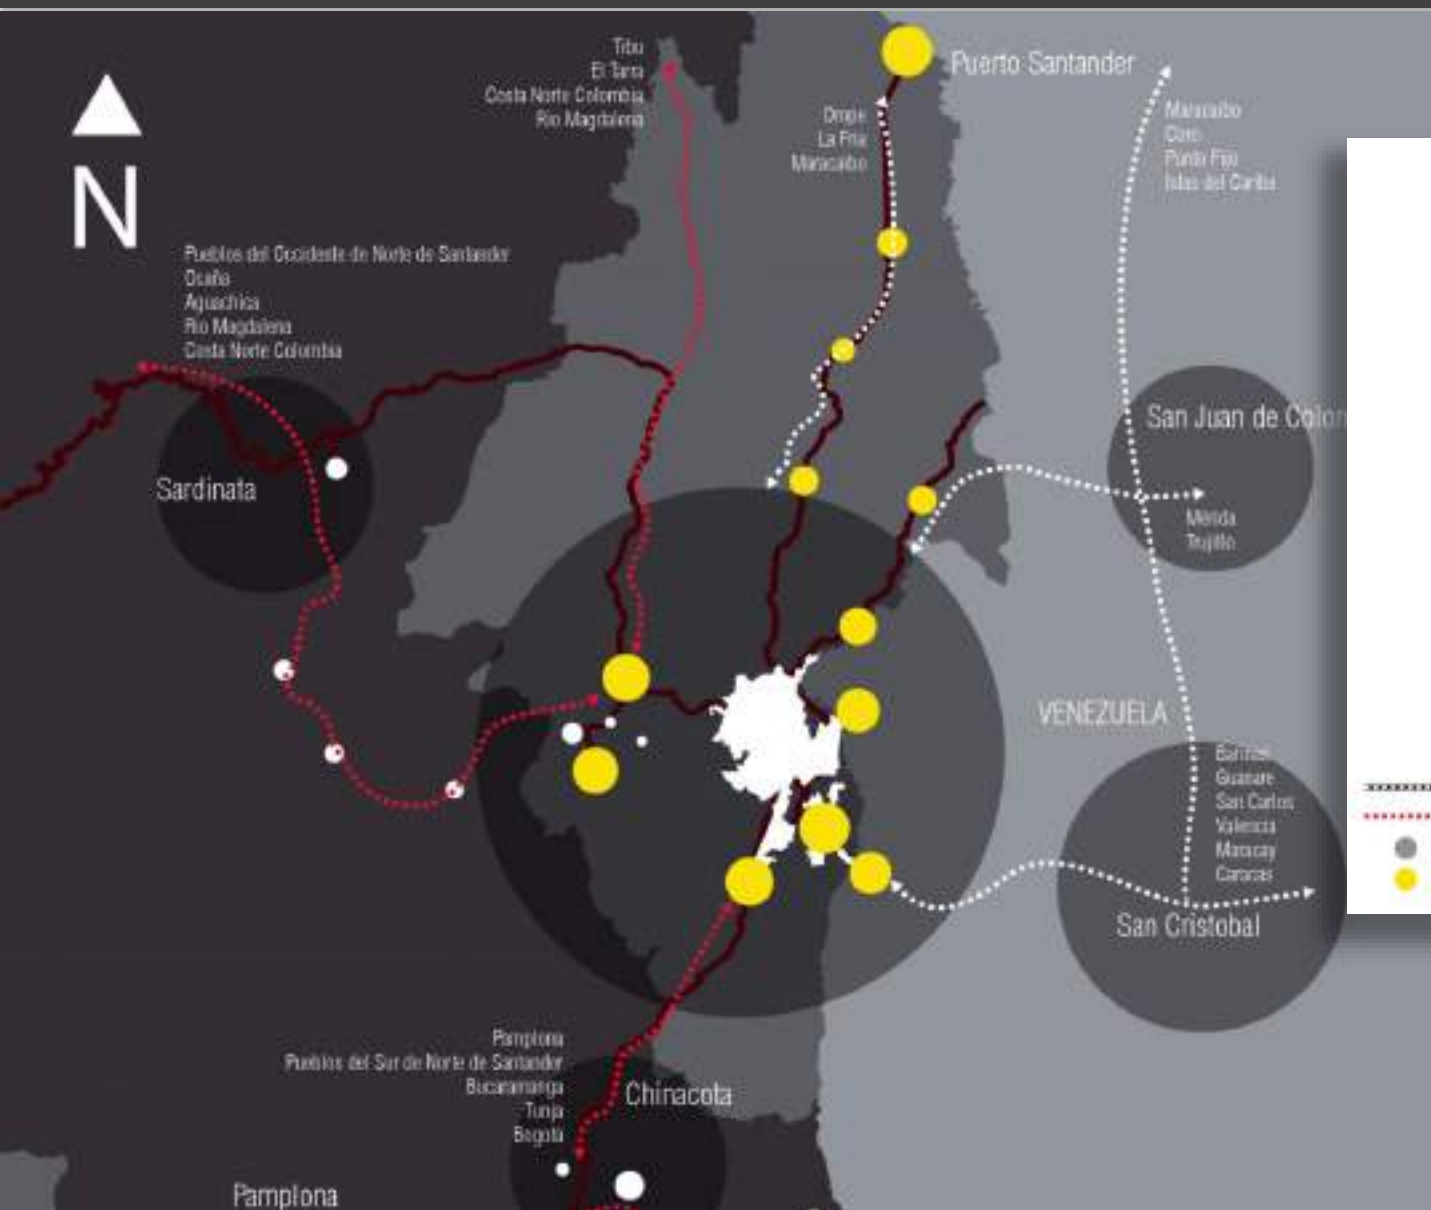 Tibu
El Tarra
Costa Norte Colombia
Rio Magdalena
Puerto Santander
Orope
La Fria
Maracaibo
Maracaibo
Coro
Punto Fijo
Islas del Caribe
N
Pueblos del Occidente de Norte de Santander
Ocaña
Aguachica
Rio Magdalena
Costa Norte Colombia
San Juan de Colon
Sardinata
Merida
Trujillo
VENEZUELA
Barinas
Guanare
San Carlos
Valencia
Maracay
Caracas
San Cristobal
Pamplona
Pueblos del Sur de Norte de Santander
Bucaramanga
Tunja
Bogotá
Chinacota
Pamplona